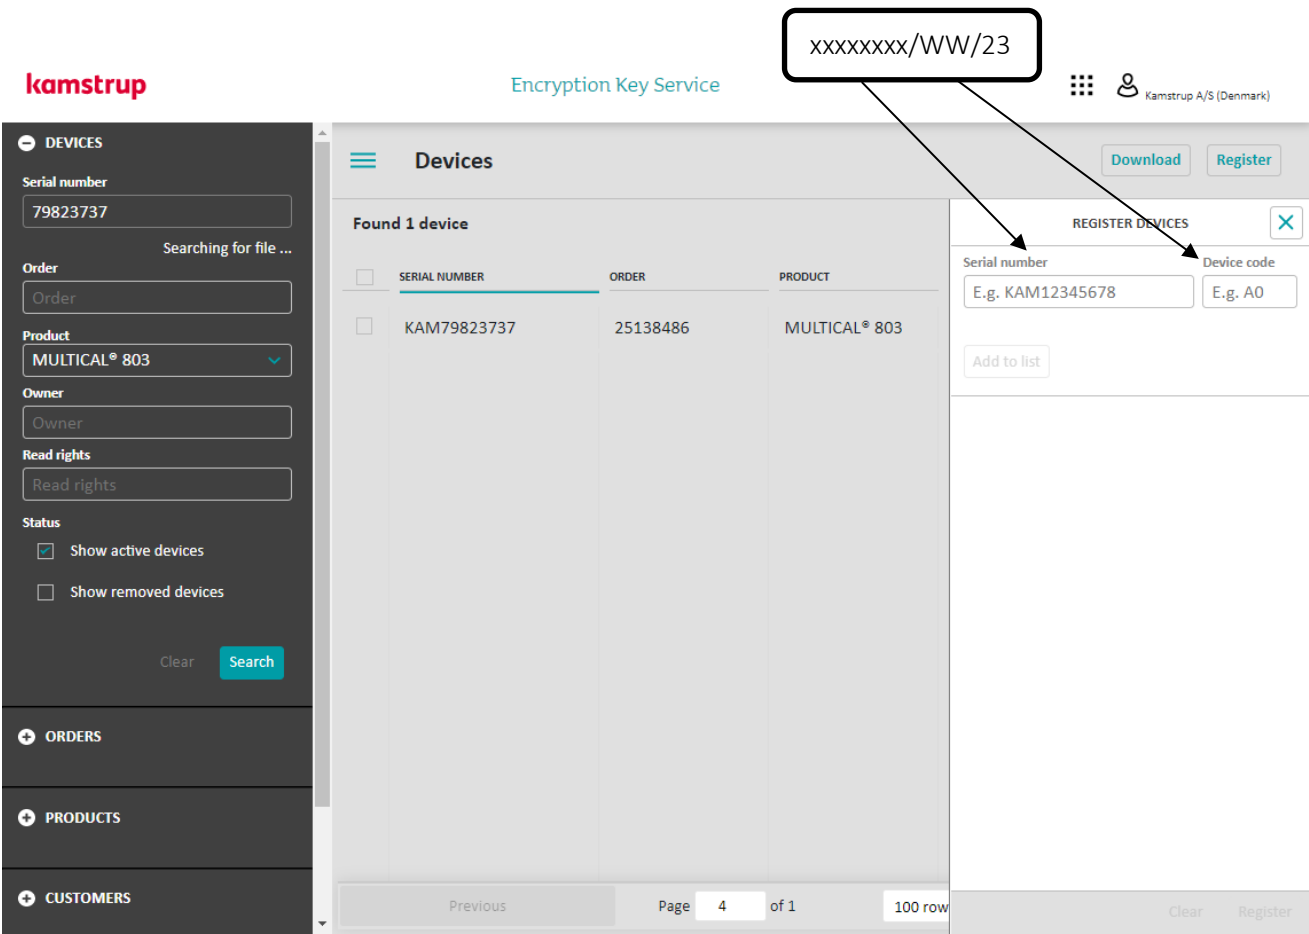 xxxxxxxx/WW/23
kamstrup
Encryption Key Service
Kamstrup A/S (Denmark)
DEVICES
Serial number
79823737
Searching for file ...
Order
Order
Product
MULTICAL® 803
Owner
Owner
Read rights
Read rights
Status
Show active devices
Show removed devices
Clear Search
ORDERS
PRODUCTS
CUSTOMERS
Devices
Download Register
Found 1 device
SERIAL NUMBER ORDER PRODUCT
KAM79823737 25138486 MULTICAL® 803
Previous Page 4 of 1 100 row
REGISTER DEVICES
Serial number Device code
E.g. KAM12345678 E.g. A0
Add to list
Clear Register